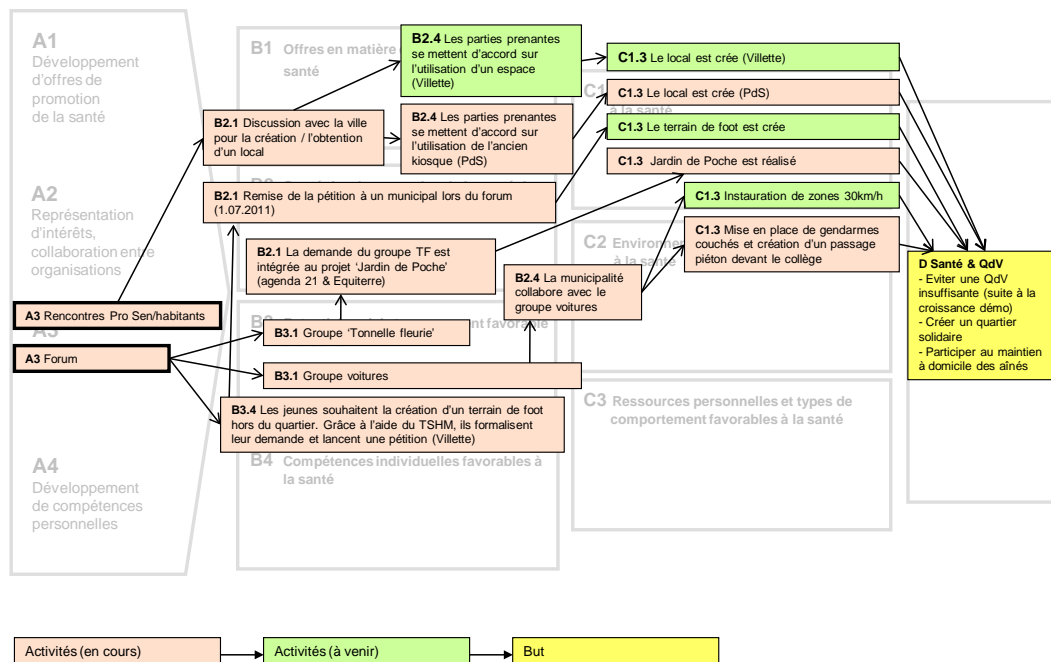 A1
Développement
d'offres de
promotion
de la santé
A2
Représentation
d'intérêts,
collaboration entre
organisations
A3 Rencontres Pro Sen/habitants
A3
A3 Forum
A4
Développement
de compétences
personnelles
B1 Offres en matière
santé
B2.4 Les parties prenantes
se mettent d'accord sur
l'utilisation d'un espace
(Villette)
B2.1 Discussion avec la ville
pour la création / l'obtention
d'un local
B2.4 Les parties prenantes
se mettent d'accord sur
l'utilisation de l'ancien
kiosque (PdS)
B2.1 Remise de la pétition à un municipal lors du forum
(1.07.2011)
B2.1 La demande du groupe TF est
intégrée au projet 'Jardin de Poche'
(agenda 21 & Equiterre)
B2.4 La municipalité
collabore avec le
groupe voitures
favorable
B3.1 Groupe 'Tonnelle fleurie'
B3.1 Groupe voitures
B3.4 Les jeunes souhaitent la création d'un terrain de foot
hors du quartier. Grâce à l'aide du TSHM, ils formalisent
leur demande et lancent une pétition (Villette)
B4 Compétences individuelles favorables à
la santé
C1.3 Le local est crée (Villette)
C1.3 Le local est crée (PdS)
à la santé
C1.3 Le terrain de foot est crée
C1.3 Jardin de Poche est réalisé
C1.3 Instauration de zones 30km/h
C2
à la santé
C1.3 Mise en place de gendarmes
couchés et création d'un passage
piéton devant le collège
C3 Ressources personnelles et types de
comportement favorables à la santé
D Santé & QdV
- Eviter une QdV
insuffisante (suite à la
croissance démo)
- Créer un quartier
solidaire
- Participer au maintien
à domicile des aînés
Activités (en cours)
Activités (à venir)
But